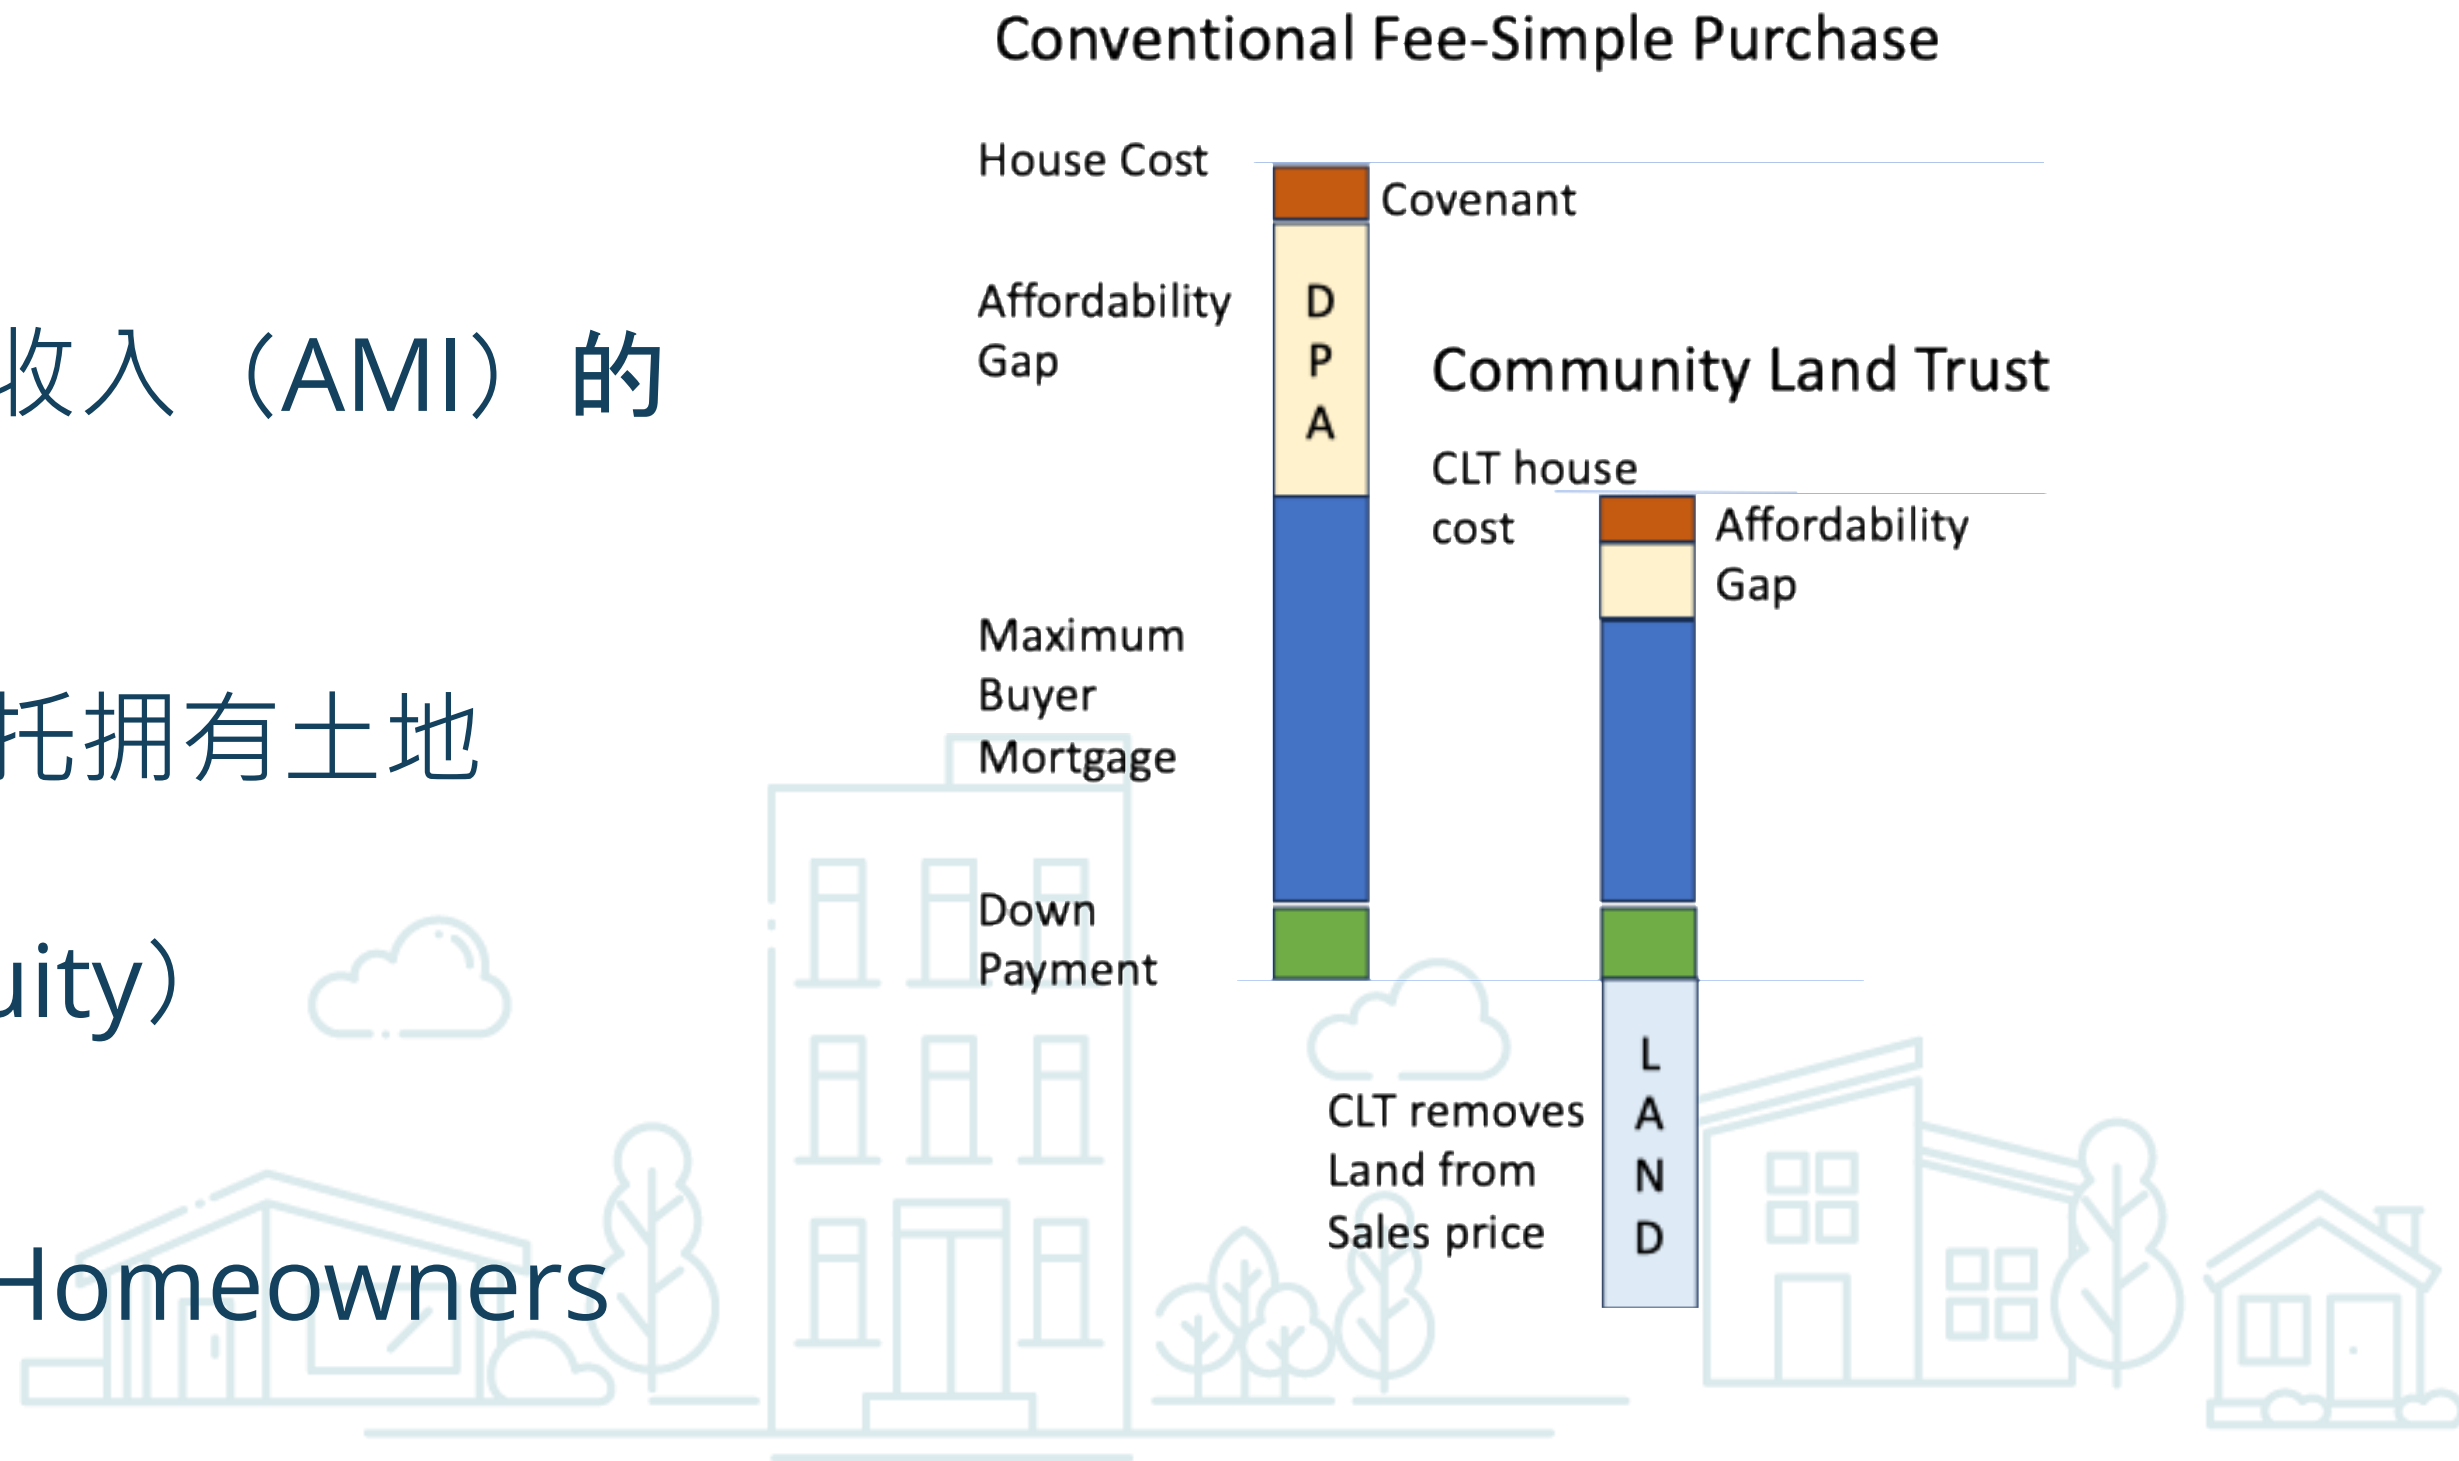 收入（AMI）的
托拥有土地
uity）
Homeowners
Conventional Fee-Simple Purchase
House Cost
Covenant
Affordability
Gap
D
P
A
Maximum
Buyer
Mortgage
Down
Payment
Community Land Trust
CLT house
cost
Affordability
Gap
CLT removes
Land from
Sales price
L
A
N
D